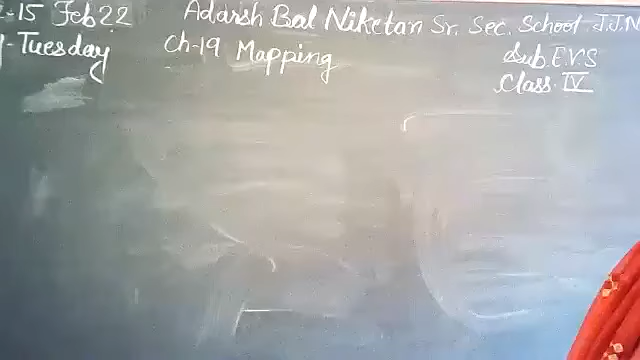 15 Feb 22
Adarsh Bal Niketan Sr. Sec. School. J.J.N
Tuesday
Ch-19 Mapping
Sub. E.V.S
Class. IV